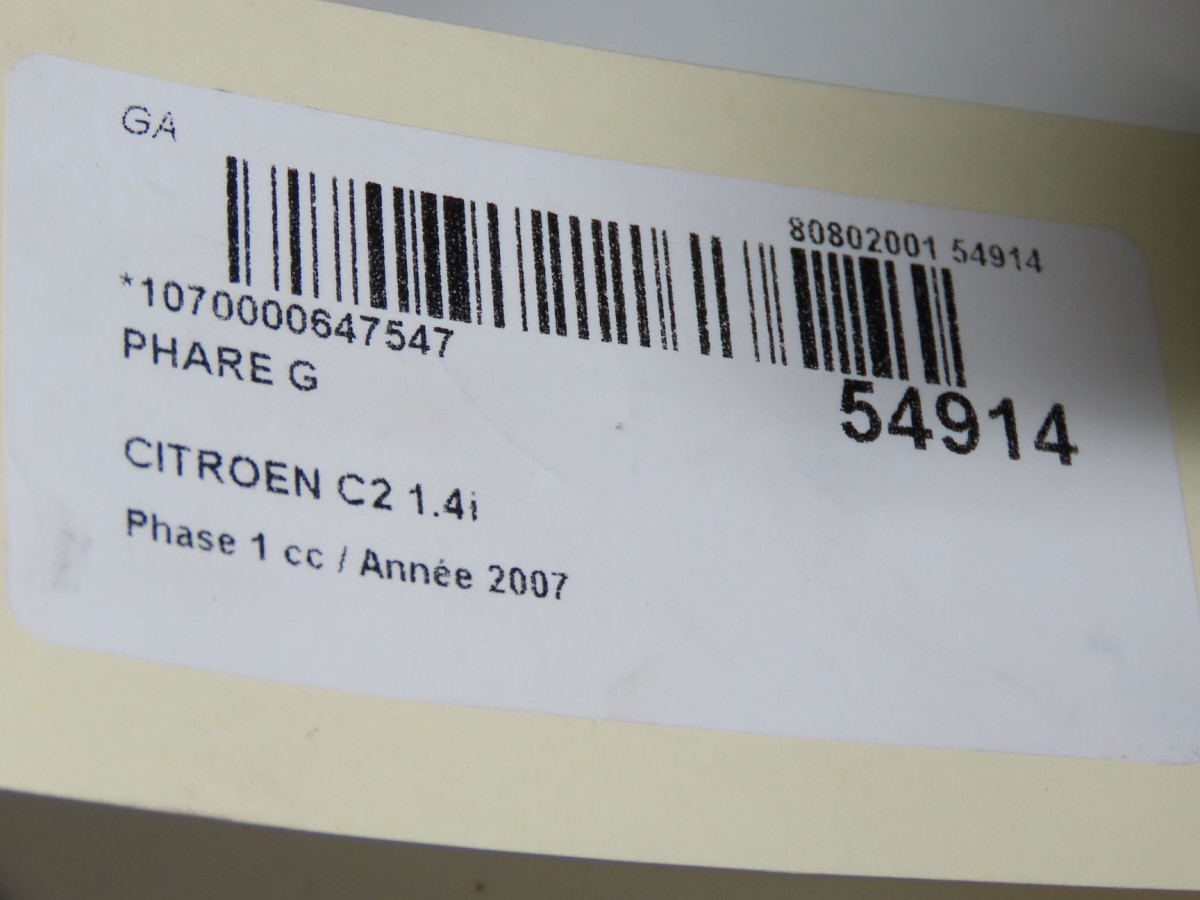 GA
80802001 54914
*1070000647547
PHARE G
54914
CITROEN C2 1.4i
Phase 1 cc / Année 2007